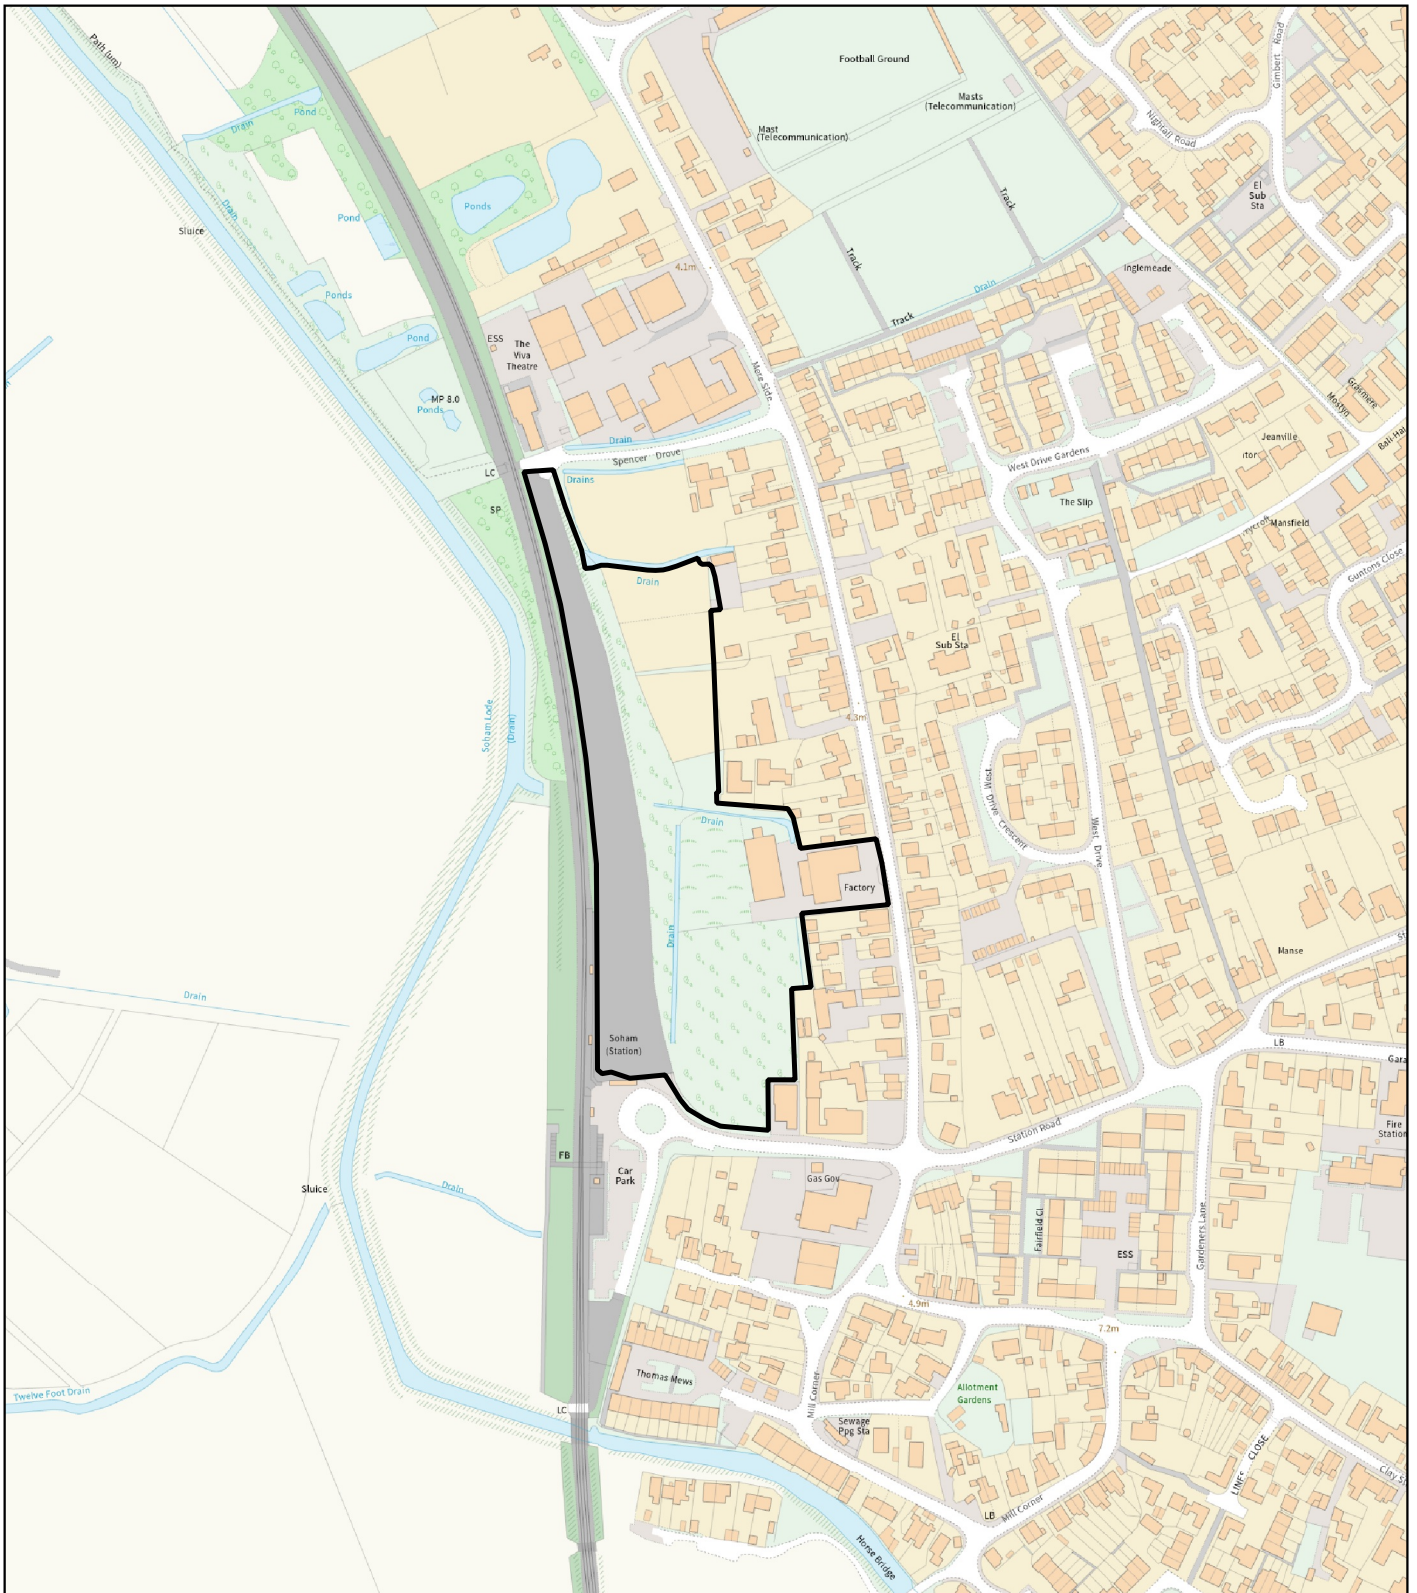 Path (um)
Football Ground
Gimbert Road
Masts
(Telecommunication)
Pond
Drain
Mast
(Telecommunication)
Nightall Road
El
Sub
Sta
Ponds
Track
Drain
Pond
Sluice
Track
4.1m
Inglemeade
Drain
Ponds
Track
ESS
The
Viva
Theatre
Pond
Mere Side
MP 8.0
Ponds
Grasmere
Mostyn
Jeanville
Drain
Spencer Drove
West Drive Gardens
LC
Drains
The Slip
SP
Mansfield
Guntons Close
Drain
El
Sub Sta
Soham Lode
(Drain)
4.3m
West Drive Crescent
West Drive
Drain
Factory
Drain
Manse
Drain
Soham
(Station)
LB
Station Road
Fire
Station
FB
Car
Park
Gas Gov
Sluice
Drain
Fairfield Cl
Gardeners Lane
ESS
4.9m
7.2m
Thomas Mews
Twelve Foot Drain
Allotment
Gardens
Mill Corner
LC
Sewage
Ppg Sta
CLOSE
LB
Mill Corner
Horse Bridge